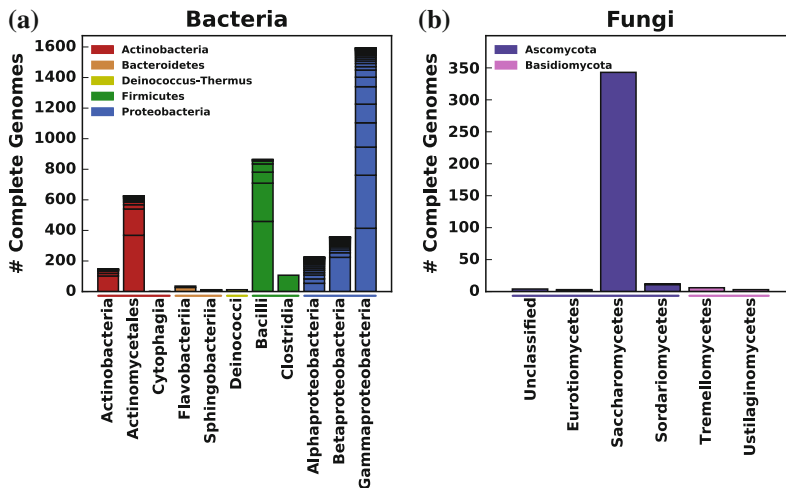 (a)
Bacteria
# Complete Genomes
1600
1400
1200
1000
800
600
400
200
0
Actinobacteria
Bacteroidetes
Deinococcus-Thermus
Firmicutes
Proteobacteria
Actinobacteria
Actinomycetales
Cytophagia
Flavobacteriia
Sphingobacteriia
Deinococci
Bacilli
Clostridia
Alphaproteobacteria
Betaproteobacteria
Gammaproteobacteria
(b)
Fungi
# Complete Genomes
350
300
250
200
150
100
50
0
Ascomycota
Basidiomycota
Unclassified
Eurotiomycetes
Saccharomycetes
Sordariomycetes
Tremellomycetes
Ustilaginomycetes